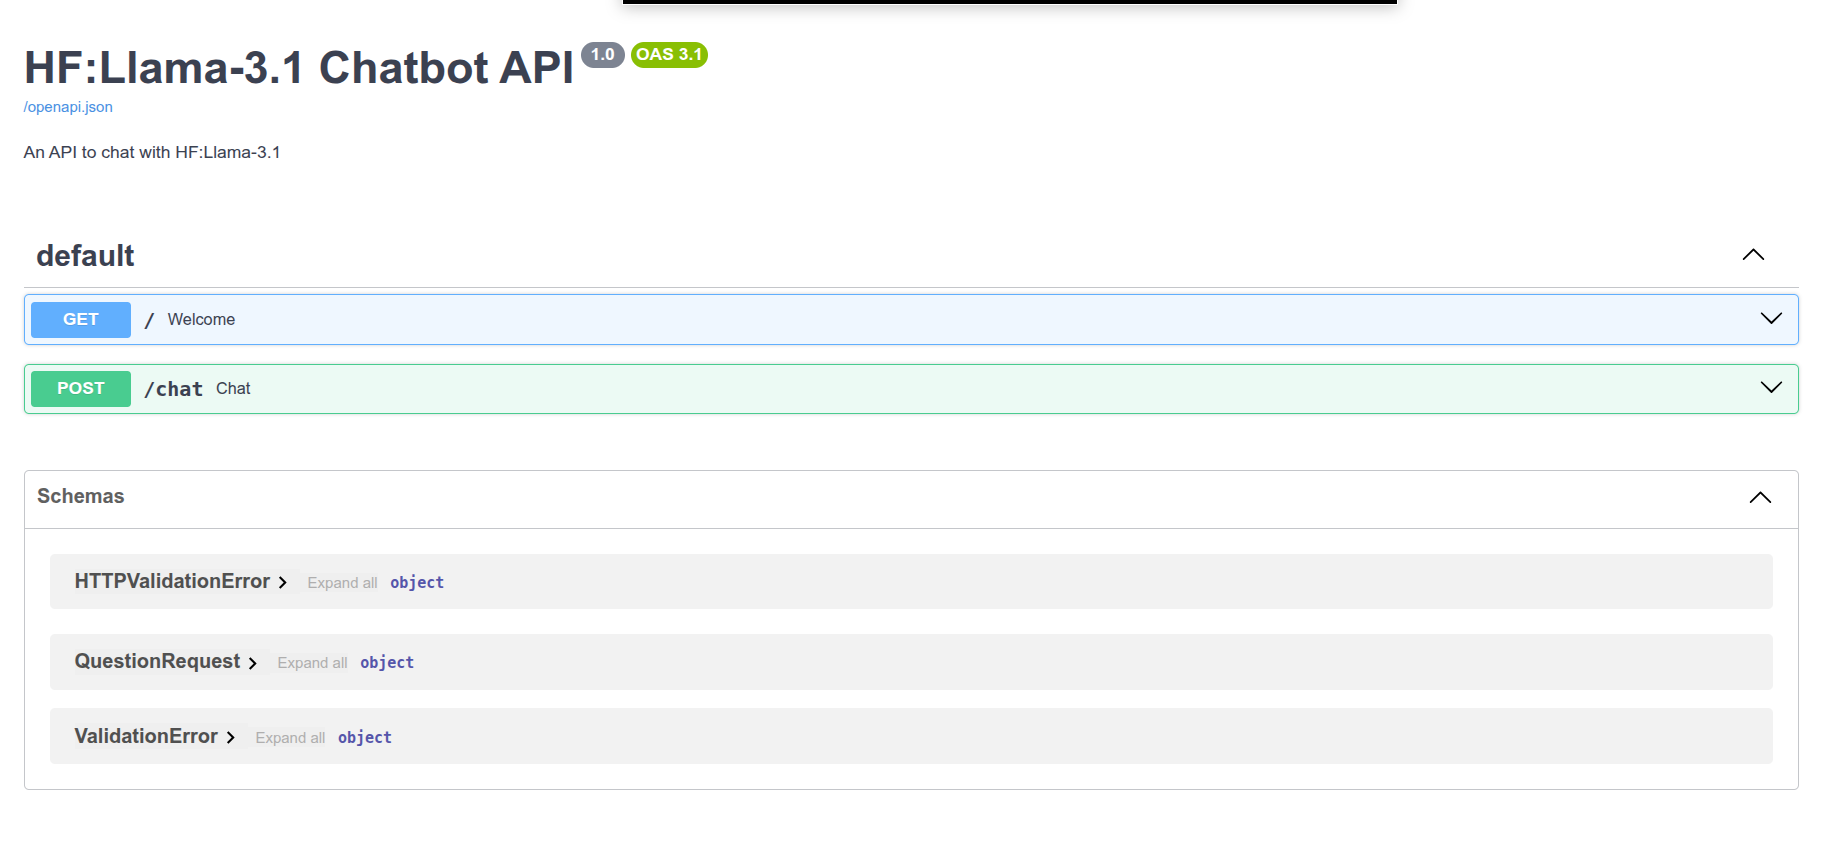 HF:Llama-3.1 Chatbot API 1.0 OAS 3.1
/openapi.json
An API to chat with HF:Llama-3.1
default
GET / Welcome
POST /chat Chat
Schemas
HTTPValidationError Expand all object
QuestionRequest Expand all object
ValidationError Expand all object